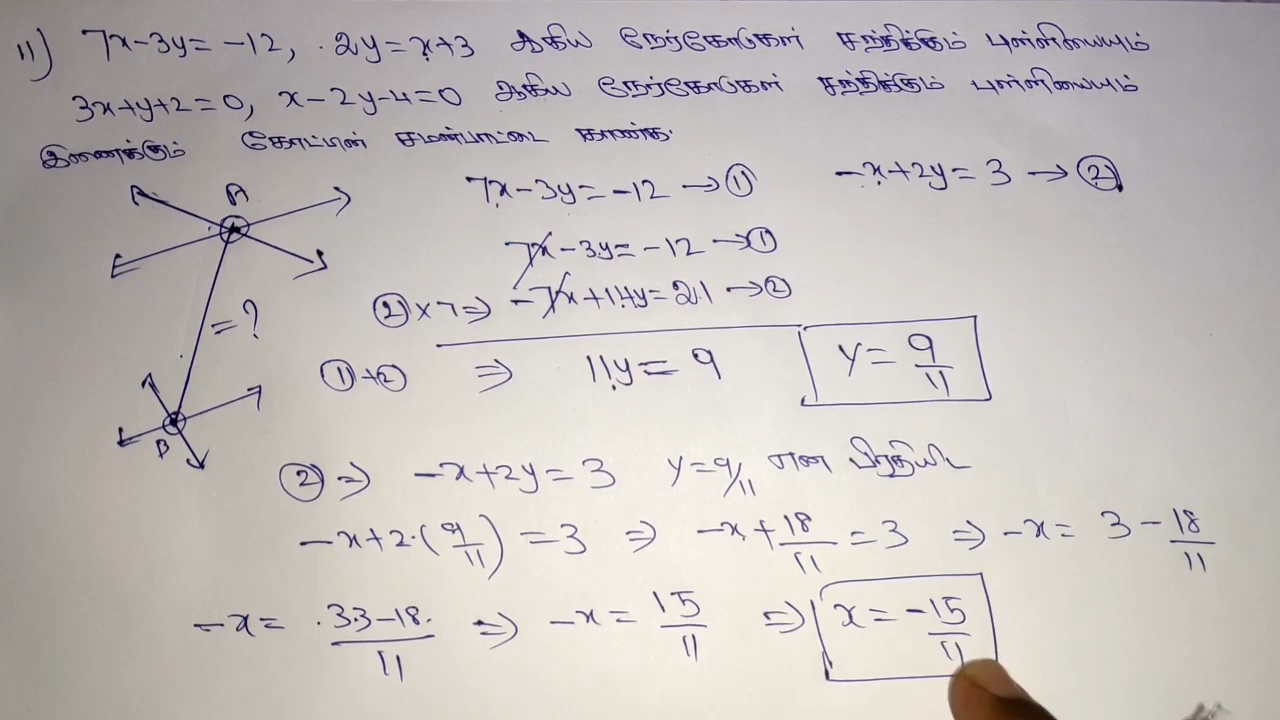 11) 7x-3y= -12, 2y=x+3 ஆகிய நேர்கோடுகள் சந்திக்கும் புள்ளியையும்
3x+y+2=0, x-2y-4=0 ஆகிய நேர்கோடுகள் சந்திக்கும் புள்ளியையும்
இணைக்கும் கோட்டின் சமன்பாட்டை காண்க.
A
7x-3y= -12 →① -x+2y= 3 →②
7x-3y= -12 →①
②×7⇒ -7x+14y=21 →②
= ?
①+② ⇒ 11y= 9 y= 9/11
B
②⇒ -x+2y=3 y=9/11 என பிரதியிட
-x+2.(9/11) =3 ⇒ -x+18/11=3 ⇒ -x= 3-18/11
-x= 33-18/11 ⇒ -x= 15/11 ⇒ x= -15/11